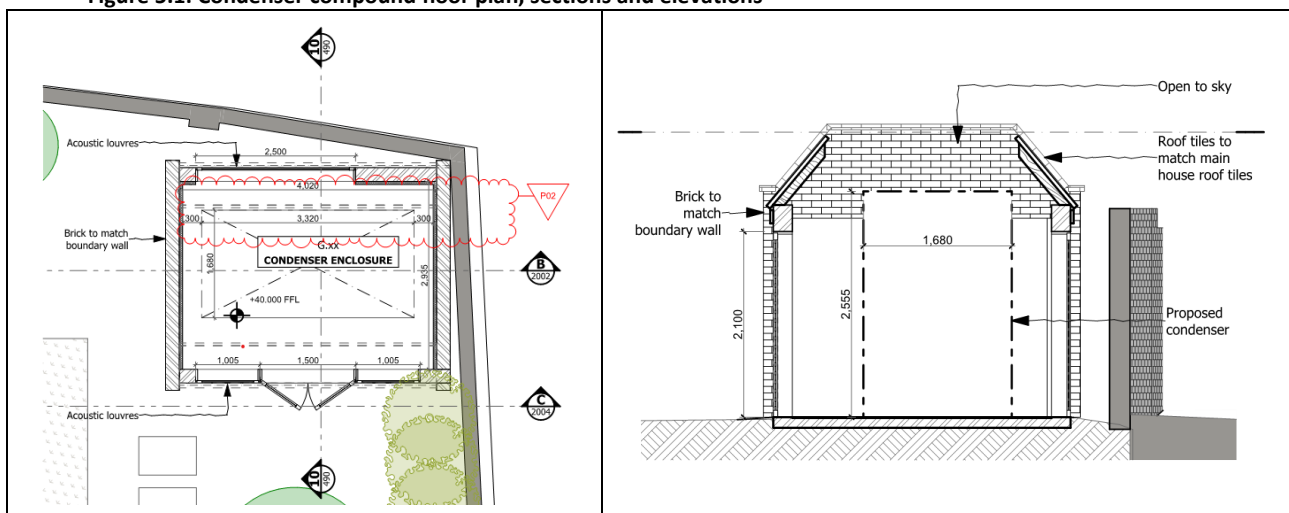 Figure 5.1: Condenser compound floor plan, sections and elevations
10
490
Acoustic louvres
2,500
4,020
P02
300
3,320
300
Brick to match
boundary wall
G.xx
CONDENSER ENCLOSURE
1,680
2,935
B
2002
+40.000 FFL
1,005
1,500
1,005
C
2004
Acoustic louvres
10
490
Open to sky
Roof tiles to
match main
house roof tiles
Brick to
match
boundary wall
1,680
2,555
2,100
Proposed
condenser